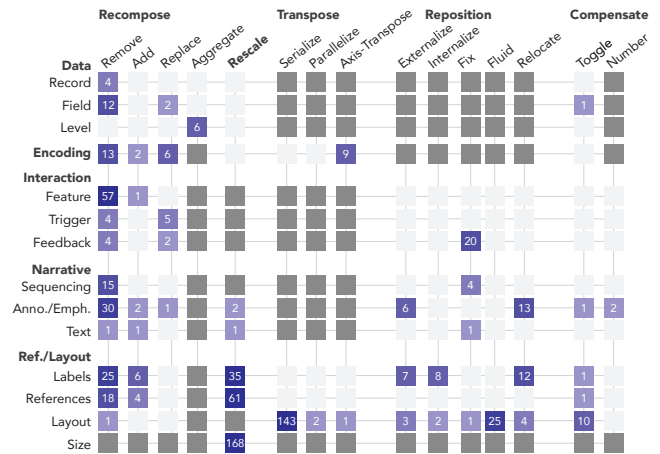 Recompose Transpose Reposition Compensate
Remove Add Replace Aggregate Rescale Serialize Parallelize Axis-Transpose Externalize Internalize Fix Fluid Relocate Toggle Number
Data
Record 4
Field 12 2 1
Level 6
Encoding 13 2 6 9
Interaction
Feature 57 1
Trigger 4 5
Feedback 4 2 20
Narrative
Sequencing 15 4
Anno./Emph. 30 2 1 2 6 13 1 2
Text 1 1 1 1
Ref./Layout
Labels 25 6 35 7 8 12 1
References 18 4 61 1
Layout 1 143 2 1 3 2 1 25 4 10
Size 168